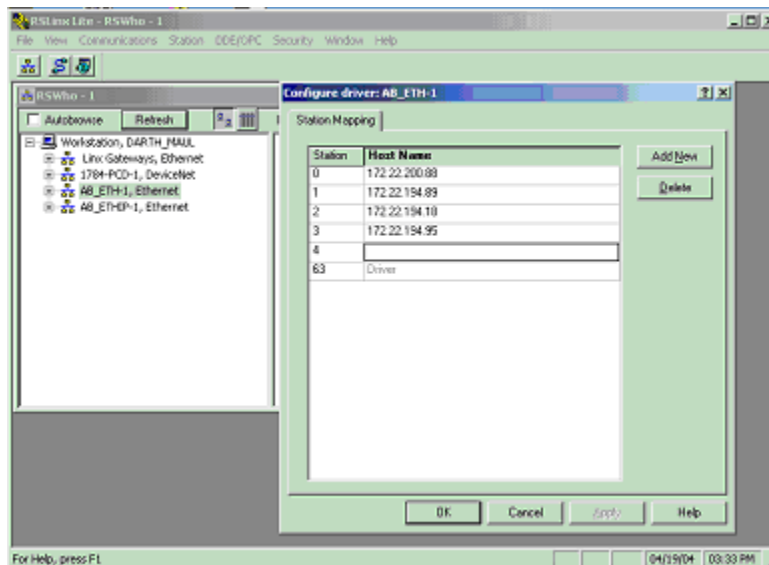 RSLinx Lite - RSWho - 1
File View Communications Station DDE/OPC Security Window Help
RSWho - 1
Autobrowse Refresh
Workstation, DARTH_MAUL
Linx Gateways, Ethernet
1784-PCD-1, DeviceNet
AB_ETH-1, Ethernet
AB_ETHIP-1, Ethernet
Configure driver: AB_ETH-1
Station Mapping
Station Host Name
0 172.22.200.88
1 172.22.194.89
2 172.22.194.18
3 172.22.194.95
4
63 Driver
Add New
Delete
OK Cancel Apply Help
For Help, press F1 04/19/04 03:33 PM